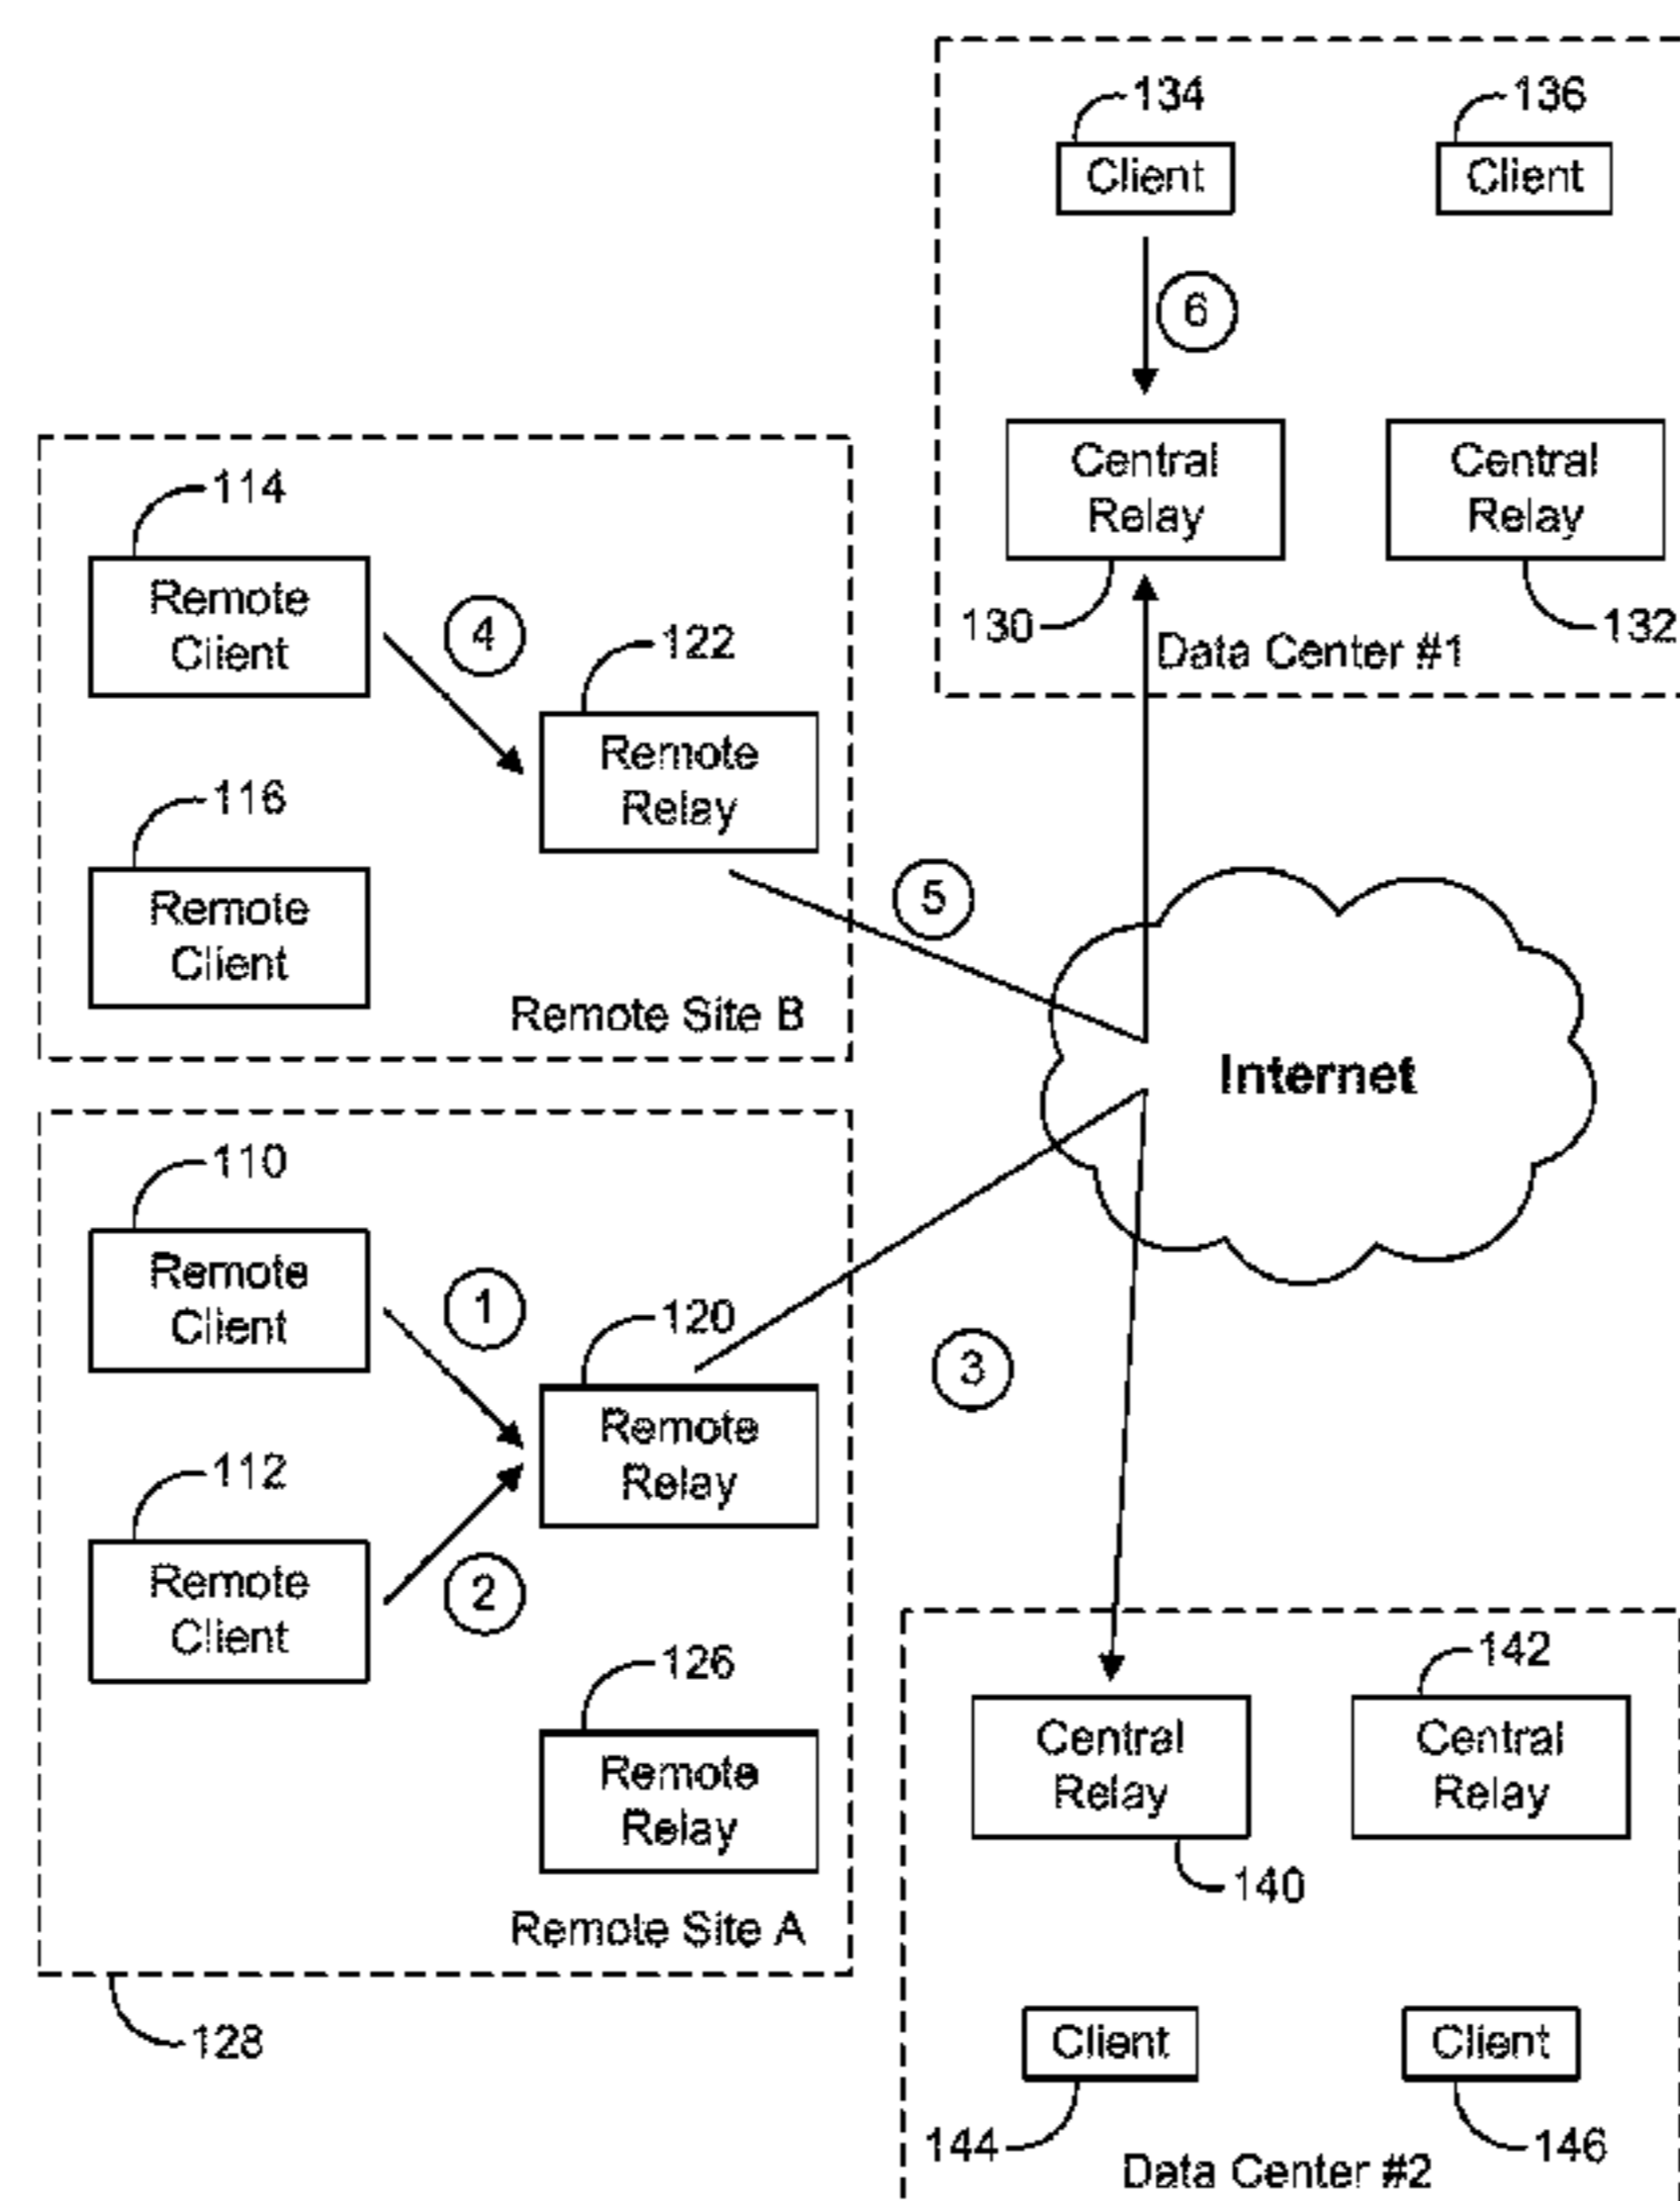 134
136
Client
Client
6
Central
Relay
Central
Relay
130
132
Data Center #1
114
Remote
Client
4
122
Remote
Relay
116
Remote
Client
5
Remote Site B
Internet
110
Remote
Client
1
120
Remote
Relay
3
112
Remote
Client
2
126
Remote
Relay
Remote Site A
128
142
Central
Relay
Central
Relay
140
Client
Client
144
146
Data Center #2